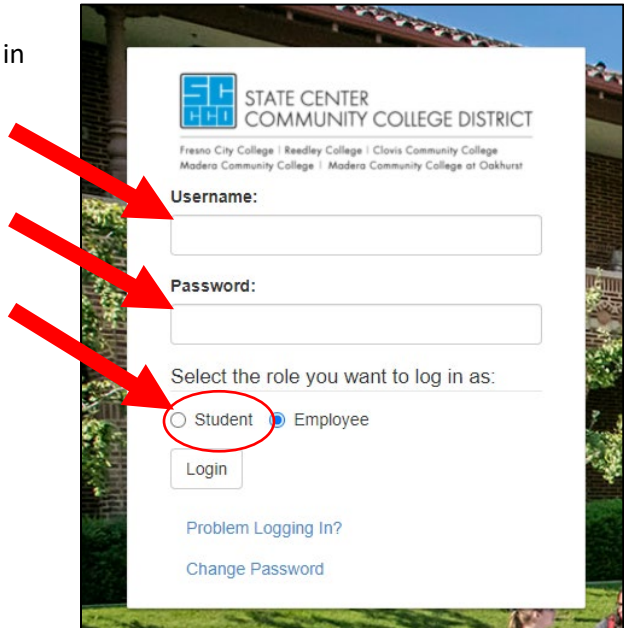 in
SC
CCD
STATE CENTER
COMMUNITY COLLEGE DISTRICT
Fresno City College | Reedley College | Clovis Community College
Madera Community College | Madera Community College at Oakhurst
Username:
Password:
Select the role you want to log in as:
Student Employee
Login
Problem Logging In?
Change Password